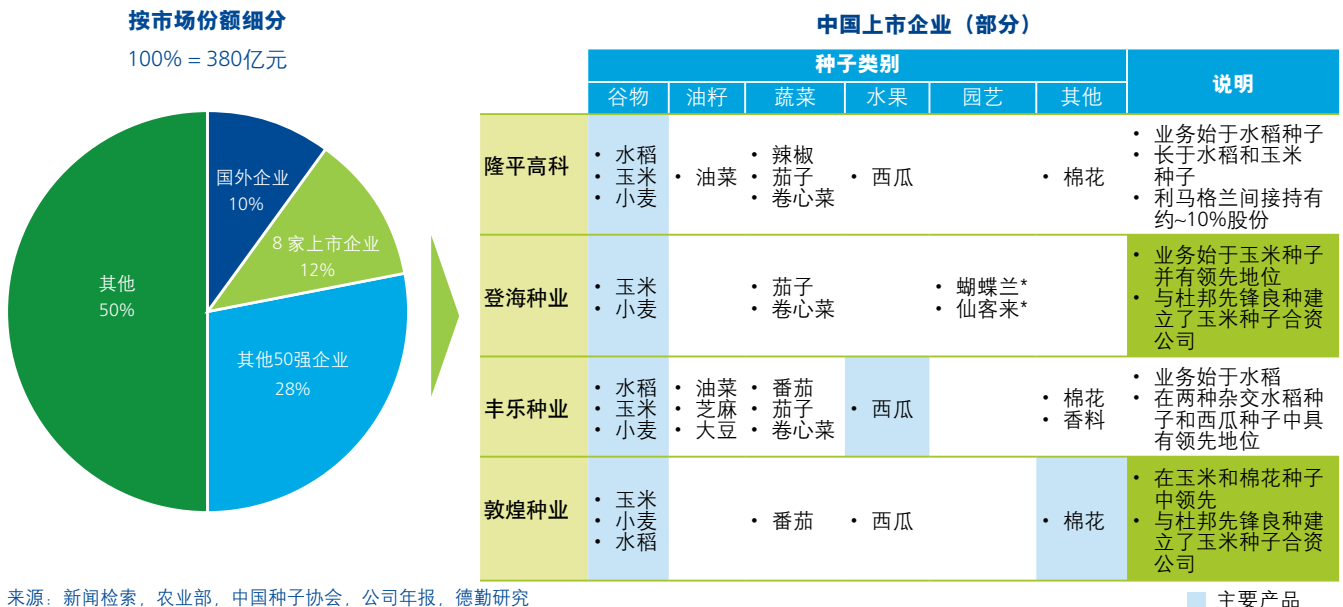 按市场份额细分
100% = 380亿元
国外企业
10%
8 家上市企业
12%
其他50强企业
28%
其他
50%
中国上市企业（部分）
种子类别
说明
谷物 油籽 蔬菜 水果 园艺 其他
隆平高科
• 水稻
• 玉米
• 小麦
• 油菜
• 辣椒
• 茄子
• 卷心菜
• 西瓜
• 棉花
• 业务始于水稻种子
• 长于水稻和玉米
种子
• 利马格兰间接持有
约~10%股份
登海种业
• 玉米
• 小麦
• 茄子
• 卷心菜
• 蝴蝶兰*
• 仙客来*
• 业务始于玉米种子
并有领先地位
• 与杜邦先锋良种建
立了玉米种子合资
公司
丰乐种业
• 水稻
• 玉米
• 小麦
• 油菜
• 芝麻
• 大豆
• 番茄
• 茄子
• 卷心菜
• 西瓜
• 棉花
• 香料
• 业务始于水稻
• 在两种杂交水稻种
子和西瓜种子中具
有领先地位
敦煌种业
• 玉米
• 小麦
• 水稻
• 番茄
• 西瓜
• 棉花
• 在玉米和棉花种子
中领先
• 与杜邦先锋良种建
立了玉米种子合资
公司
来源：新闻检索，农业部，中国种子协会，公司年报，德勤研究
主要产品